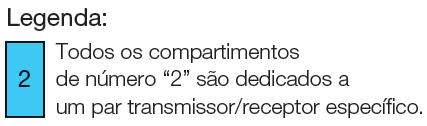 Legenda:
2
Todos os compartimentos
de número “2” são dedicados a
um par transmissor/receptor específico.